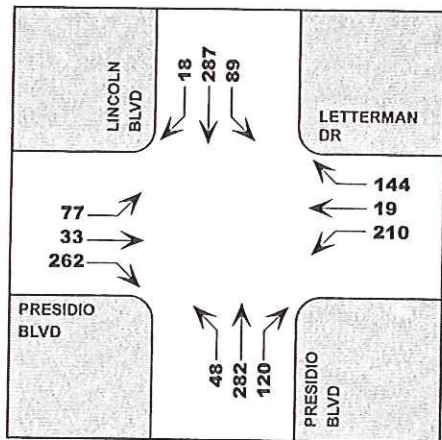 18
287
89
LINCOLN
BLVD
LETTERMAN
DR
144
19
210
77
33
262
PRESIDIO
BLVD
48
282
120
PRESIDIO
BLVD